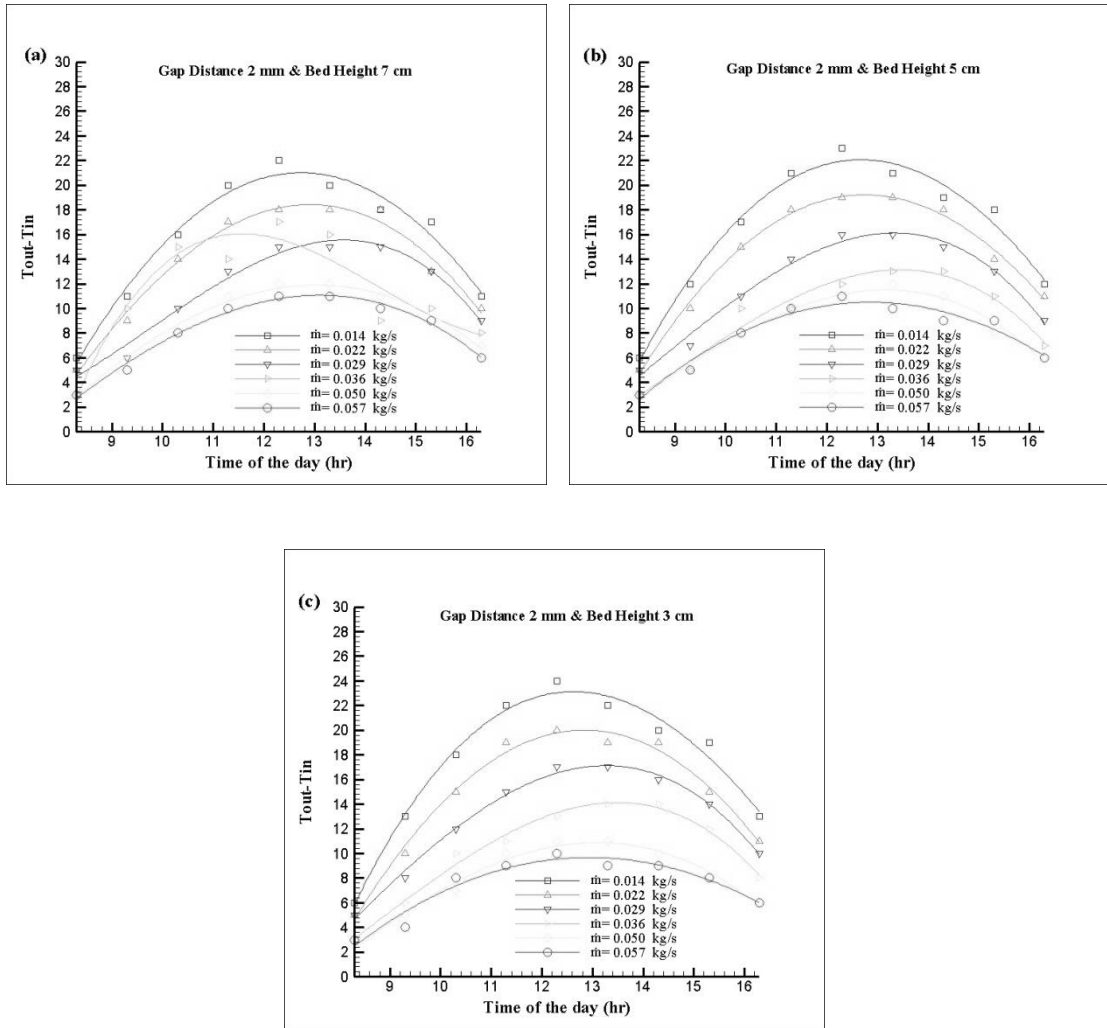 (a)
Gap Distance 2 mm & Bed Height 7 cm
30
28
26
24
22
20
18
16
14
12
10
8
6
4
2
0
Tout-Tin
ṁ= 0.014 kg/s
ṁ= 0.022 kg/s
ṁ= 0.029 kg/s
ṁ= 0.036 kg/s
ṁ= 0.050 kg/s
ṁ= 0.057 kg/s
9 10 11 12 13 14 15 16
Time of the day (hr)
(b)
Gap Distance 2 mm & Bed Height 5 cm
30
28
26
24
22
20
18
16
14
12
10
8
6
4
2
0
Tout-Tin
ṁ= 0.014 kg/s
ṁ= 0.022 kg/s
ṁ= 0.029 kg/s
ṁ= 0.036 kg/s
ṁ= 0.050 kg/s
ṁ= 0.057 kg/s
9 10 11 12 13 14 15 16
Time of the day (hr)
(c)
Gap Distance 2 mm & Bed Height 3 cm
30
28
26
24
22
20
18
16
14
12
10
8
6
4
2
0
Tout-Tin
ṁ= 0.014 kg/s
ṁ= 0.022 kg/s
ṁ= 0.029 kg/s
ṁ= 0.036 kg/s
ṁ= 0.050 kg/s
ṁ= 0.057 kg/s
9 10 11 12 13 14 15 16
Time of the day (hr)